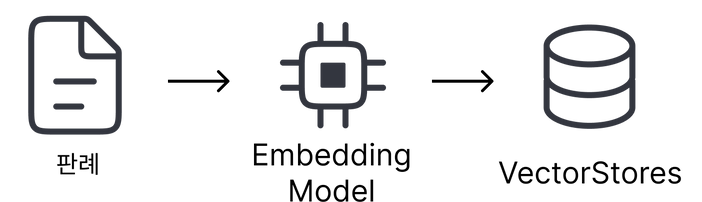 판례
Embedding
Model
VectorStores